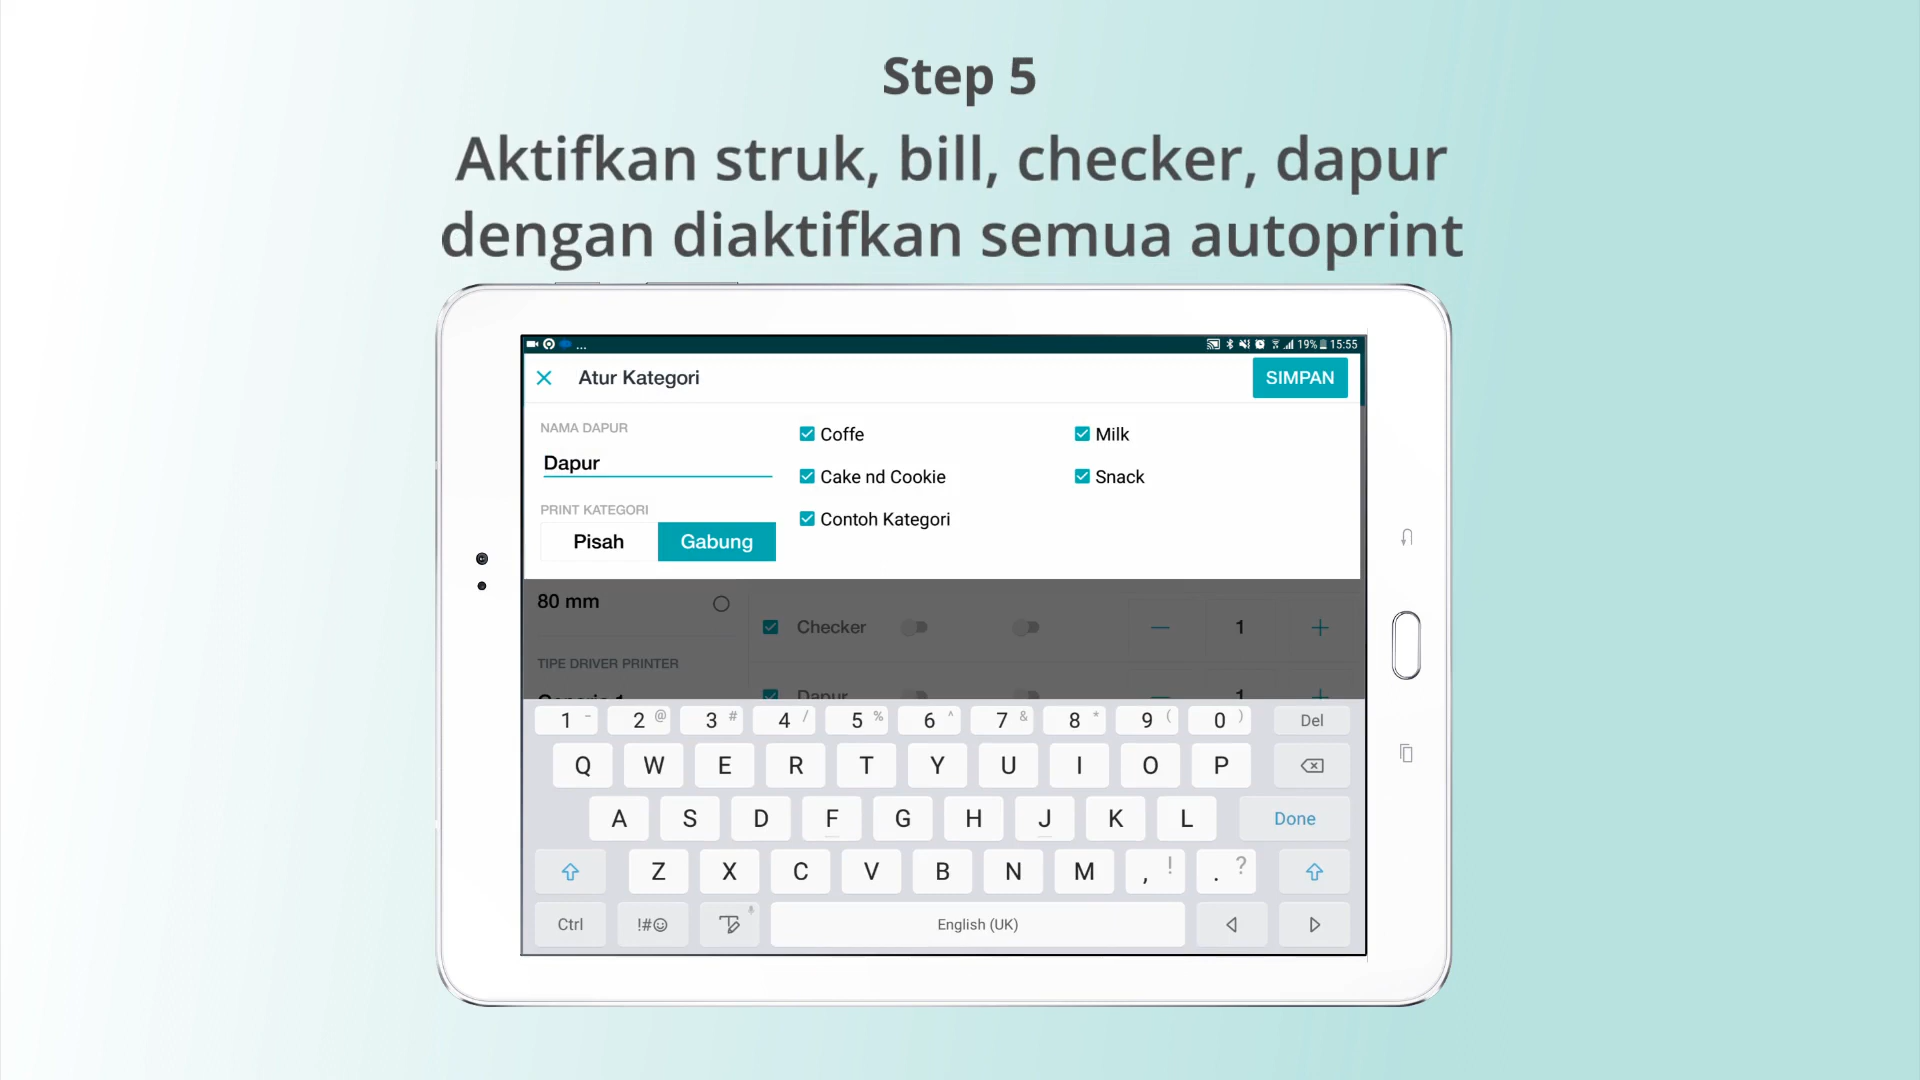 Step 5
Aktifkan struk, bill, checker, dapur
dengan diaktifkan semua autoprint
... 19% 15:55
Atur Kategori SIMPAN
NAMA DAPUR
Dapur
PRINT KATEGORI
Pisah Gabung
Coffe Milk
Cake nd Cookie Snack
Contoh Kategori
80 mm
Checker 1
TIPE DRIVER PRINTER
Dapur 1
1 - 2 @ 3 # 4 / 5 % 6 ^ 7 & 8 * 9 ( 0 ) Del
Q W E R T Y U I O P
A S D F G H J K L Done
Z X C V B N M , ! . ?
Ctrl !#☺ English (UK)